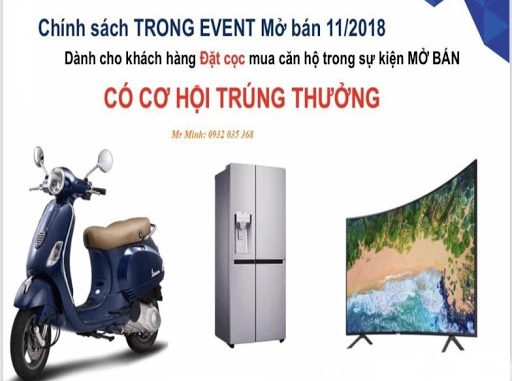 Chính sách TRONG EVENT Mở bán 11/2018
Dành cho khách hàng Đặt cọc mua căn hộ trong sự kiện MỞ BÁN
CÓ CƠ HỘI TRÚNG THƯỞNG
Mr Minh: 0932 035 368